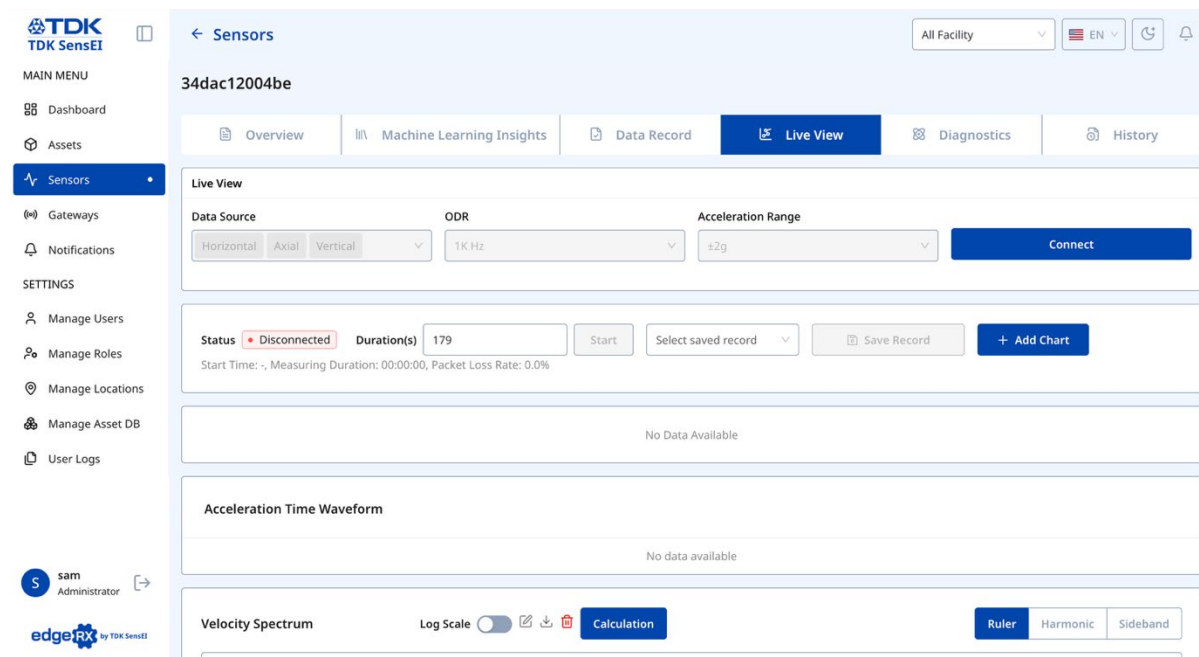 TDK
TDK SensEI
Sensors
All Facility
EN
MAIN MENU
Dashboard
Assets
Sensors
Gateways
Notifications
SETTINGS
Manage Users
Manage Roles
Manage Locations
Manage Asset DB
User Logs
S
sam
Administrator
edgeRX by TDK SensEI
34dac12004be
Overview
Machine Learning Insights
Data Record
Live View
Diagnostics
History
Live View
Data Source
ODR
Acceleration Range
Horizontal Axial Vertical
1K Hz
±2g
Connect
Status • Disconnected Duration(s) 179 Start Select saved record Save Record + Add Chart
Start Time: -, Measuring Duration: 00:00:00, Packet Loss Rate: 0.0%
No Data Available
Acceleration Time Waveform
No data available
Velocity Spectrum Log Scale Calculation Ruler Harmonic Sideband